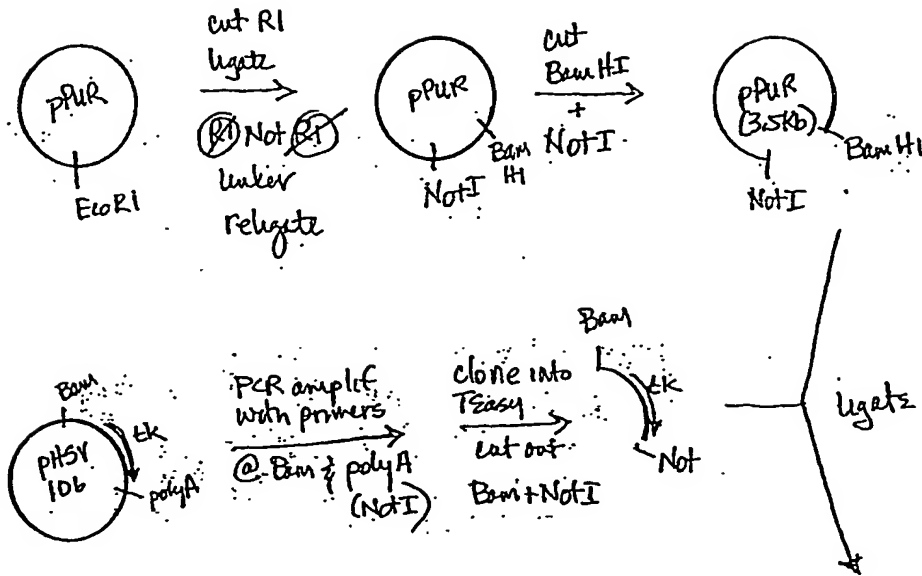 pPUR
EcoRI
cut RI
ligate
RI Not RI
linker
religate
pPUR
NotI
Bam
HI
cut
BamHI
+
NotI
pPUR
(3.5Kb)
BamHI
NotI
Bam
pHSV
106
tk
polyA
PCR amplif
with primers
@ Bam & polyA
(NotI)
clone into
TEasy
cut out
Bam+NotI
Bam
tk
Not
ligate